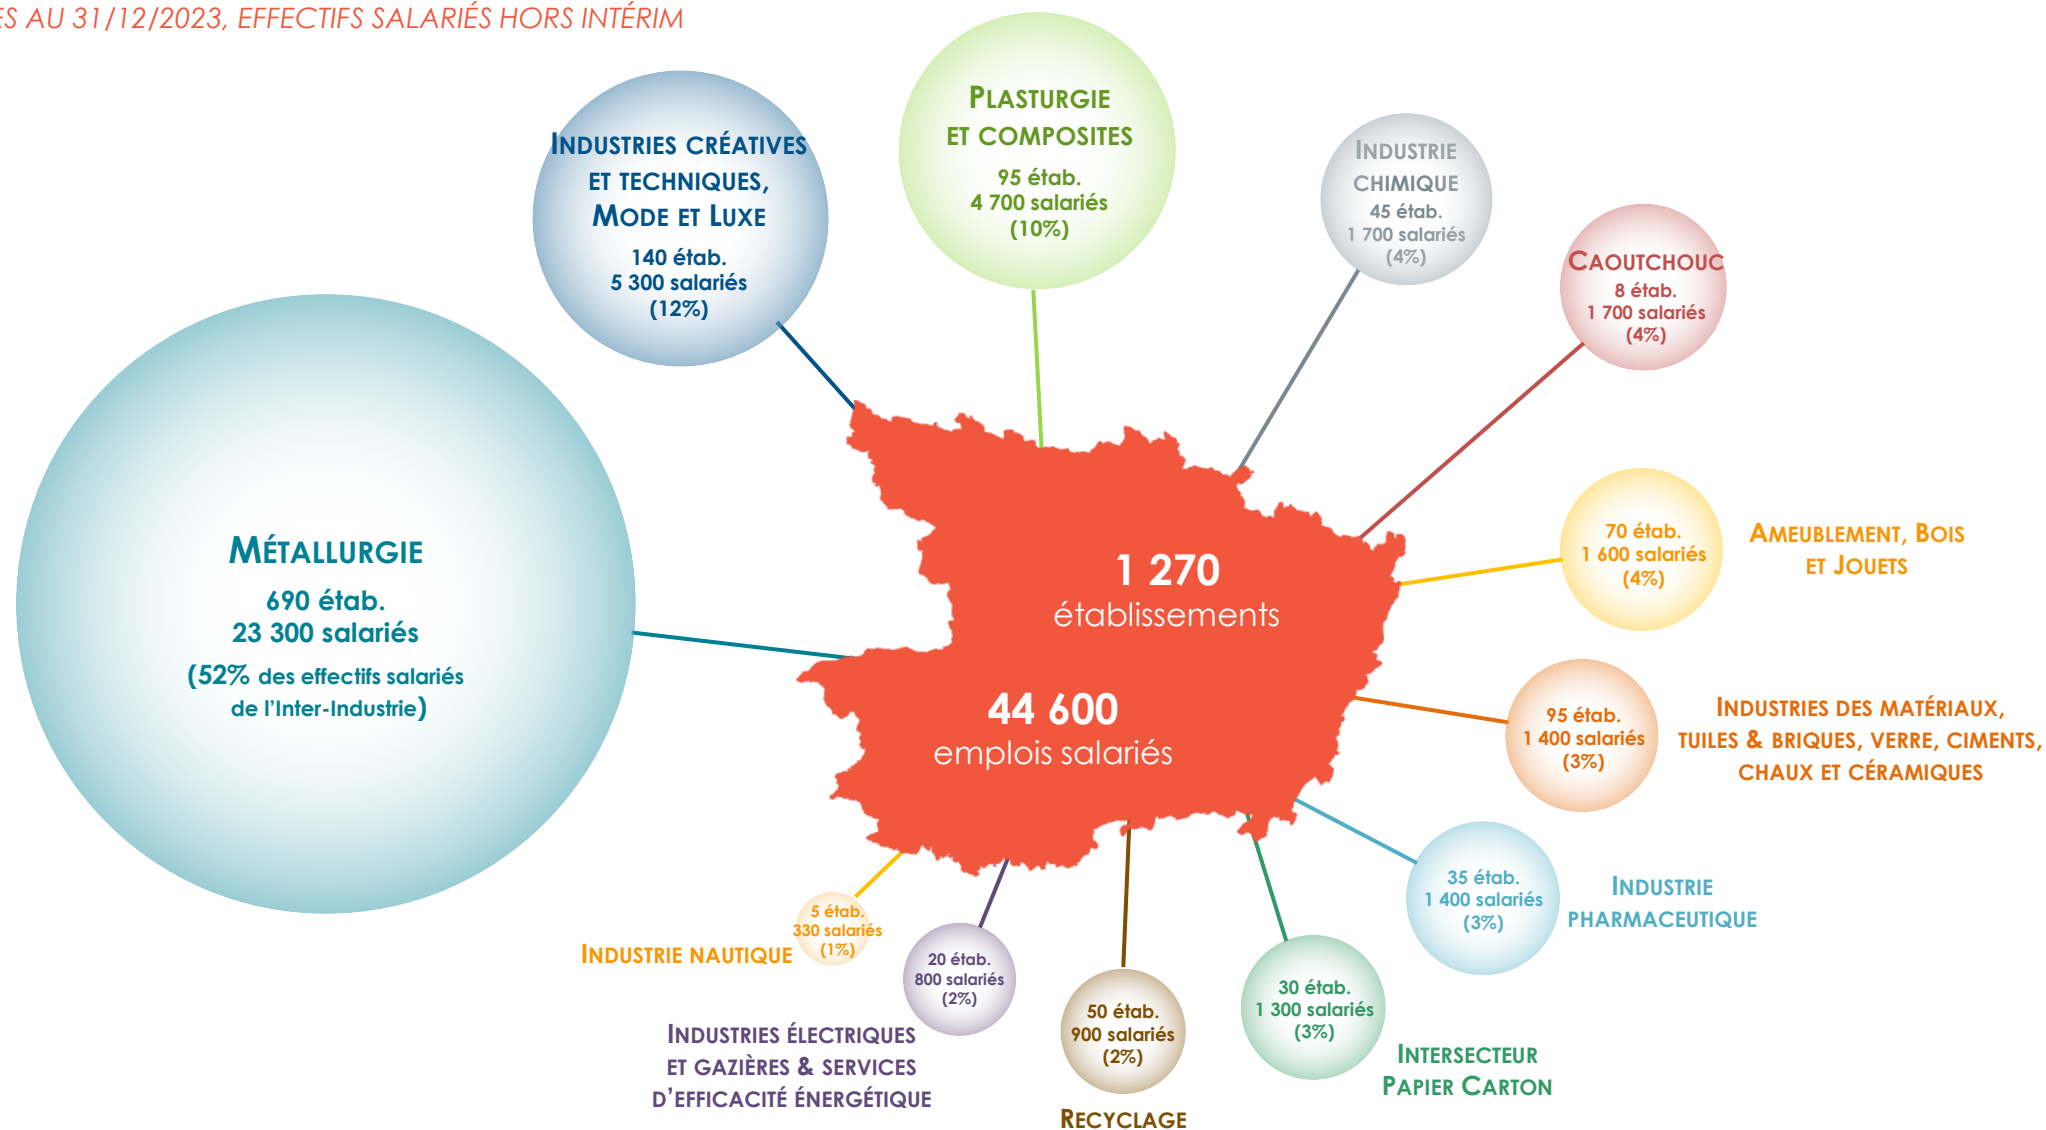 ES AU 31/12/2023, EFFECTIFS SALARIÉS HORS INTÉRIM
INDUSTRIES CRÉATIVES
ET TECHNIQUES,
MODE ET LUXE
140 étab.
5 300 salariés
(12%)
PLASTURGIE
ET COMPOSITES
95 étab.
4 700 salariés
(10%)
INDUSTRIE
CHIMIQUE
45 étab.
1 700 salariés
(4%)
CAOUTCHOUC
8 étab.
1 700 salariés
(4%)
MÉTALLURGIE
690 étab.
23 300 salariés
(52% des effectifs salariés
de l'Inter-Industrie)
1 270
établissements
44 600
emplois salariés
70 étab.
1 600 salariés
(4%)
AMEUBLEMENT, BOIS
ET JOUETS
95 étab.
1 400 salariés
(3%)
INDUSTRIES DES MATÉRIAUX,
TUILES & BRIQUES, VERRE, CIMENTS,
CHAUX ET CÉRAMIQUES
35 étab.
1 400 salariés
(3%)
INDUSTRIE
PHARMACEUTIQUE
5 étab.
330 salariés
(1%)
INDUSTRIE NAUTIQUE
20 étab.
800 salariés
(2%)
INDUSTRIES ÉLECTRIQUES
ET GAZIÈRES & SERVICES
D'EFFICACITÉ ÉNERGÉTIQUE
50 étab.
900 salariés
(2%)
RECYCLAGE
30 étab.
1 300 salariés
(3%)
INTERSECTEUR
PAPIER CARTON